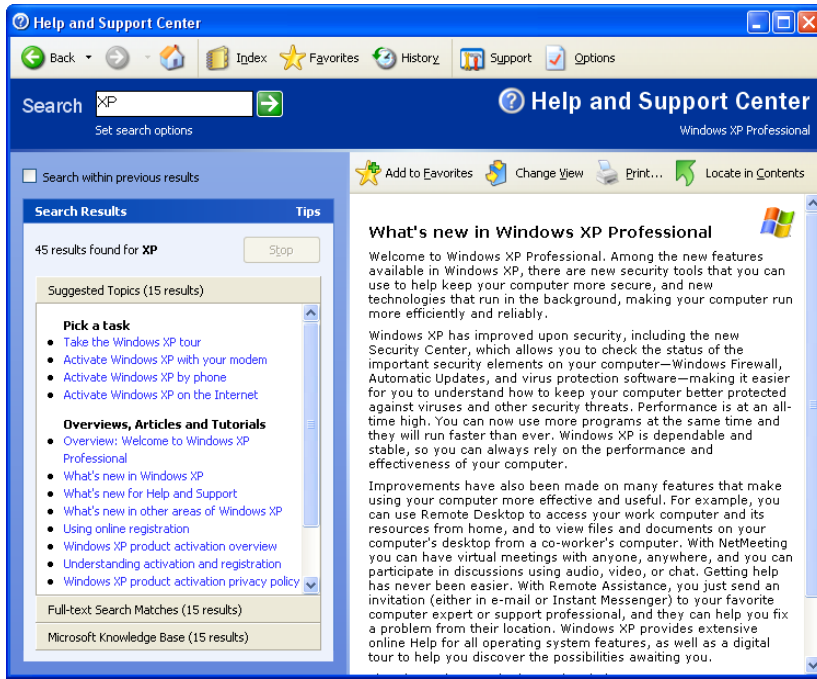 Help and Support Center
Back
Index
Favorites
History
Support
Options
Search
XP
Set search options
Help and Support Center
Windows XP Professional
Search within previous results
Search Results
Tips
45 results found for XP
Stop
Suggested Topics (15 results)
Pick a task
Take the Windows XP tour
Activate Windows XP with your modem
Activate Windows XP by phone
Activate Windows XP on the Internet
Overviews, Articles and Tutorials
Overview: Welcome to Windows XP
Professional
What's new in Windows XP
What's new for Help and Support
What's new in other areas of Windows XP
Using online registration
Windows XP product activation overview
Understanding activation and registration
Windows XP product activation privacy policy
Full-text Search Matches (15 results)
Microsoft Knowledge Base (15 results)
Add to Favorites
Change View
Print...
Locate in Contents
What's new in Windows XP Professional
Welcome to Windows XP Professional. Among the new features
available in Windows XP, there are new security tools that you can
use to help keep your computer more secure, and new
technologies that run in the background, making your computer run
more efficiently and reliably.
Windows XP has improved upon security, including the new
Security Center, which allows you to check the status of the
important security elements on your computer—Windows Firewall,
Automatic Updates, and virus protection software—making it easier
for you to understand how to keep your computer better protected
against viruses and other security threats. Performance is at an all-
time high. You can now use more programs at the same time and
they will run faster than ever. Windows XP is dependable and
stable, so you can always rely on the performance and
effectiveness of your computer.
Improvements have also been made on many features that make
using your computer more effective and useful. For example, you
can use Remote Desktop to access your work computer and its
resources from home, and to view files and documents on your
computer's desktop from a co-worker's computer. With NetMeeting
you can have virtual meetings with anyone, anywhere, and you can
participate in discussions using audio, video, or chat. Getting help
has never been easier. With Remote Assistance, you just send an
invitation (either in e-mail or Instant Messenger) to your favorite
computer expert or support professional, and they can help you fix
a problem from their location. Windows XP provides extensive
online Help for all operating system features, as well as a digital
tour to help you discover the possibilities awaiting you.